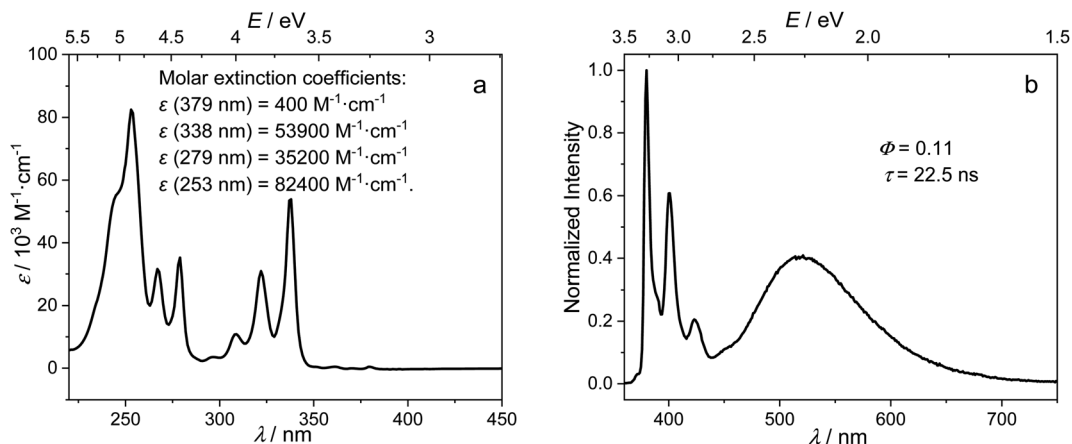 E / eV
5.5 5 4.5 4 3.5 3
100
80
60
40
20
0
ε / 10³ M⁻¹·cm⁻¹
Molar extinction coefficients:
ε (379 nm) = 400 M⁻¹·cm⁻¹
ε (338 nm) = 53900 M⁻¹·cm⁻¹
ε (279 nm) = 35200 M⁻¹·cm⁻¹
ε (253 nm) = 82400 M⁻¹·cm⁻¹.
a
250 300 350 400 450
λ / nm
E / eV
3.5 3.0 2.5 2.0 1.5
1.0
0.8
0.6
0.4
0.2
0.0
Normalized Intensity
b
Φ = 0.11
τ = 22.5 ns
400 500 600 700
λ / nm